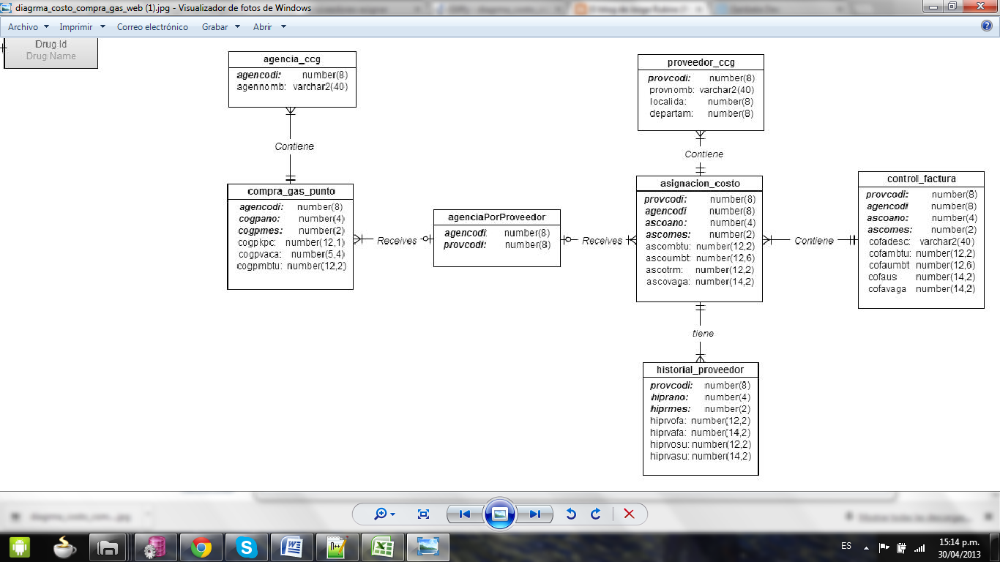 diagrma_costo_compra_gas_web (1).jpg - Visualizador de fotos de Windows
Archivo Imprimir Correo electrónico Grabar Abrir
Drug Id
Drug Name
agencia_ccg
agencodi: number(8)
agennomb: varchar2(40)
Contiene
compra_gas_punto
agencodi: number(8)
cogpano: number(4)
cogpmes: number(2)
cogpkpc: number(12,1)
cogpvaca: number(5,4)
cogpmbtu: number(12,2)
Receives
agenciaPorProveedor
agencodi: number(8)
provcodi: number(8)
Receives
proveedor_ccg
provcodi: number(8)
provnomb: varchar2(40)
localida: number(8)
departam: number(8)
Contiene
asignacion_costo
provcodi: number(8)
agencodi number(8)
ascoano: number(4)
ascomes: number(2)
ascombtu: number(12,2)
ascoumbt: number(12,6)
ascotrm: number(12,2)
ascovaga: number(14,2)
Contiene
control_factura
provcodi: number(8)
agencodi number(8)
ascoano: number(4)
ascomes: number(2)
cofadesc: varchar2(40)
cofambtu: number(12,2)
cofaumbt number(12,6)
cofaus number(14,2)
cofavaga number(14,2)
tiene
historial_proveedor
provcodi: number(8)
hiprano: number(4)
hiprmes: number(2)
hiprvofa: number(12,2)
hiprvafa: number(14,2)
hiprvosu: number(12,2)
hiprvasu: number(14,2)
ES
15:14 p.m.
30/04/2013